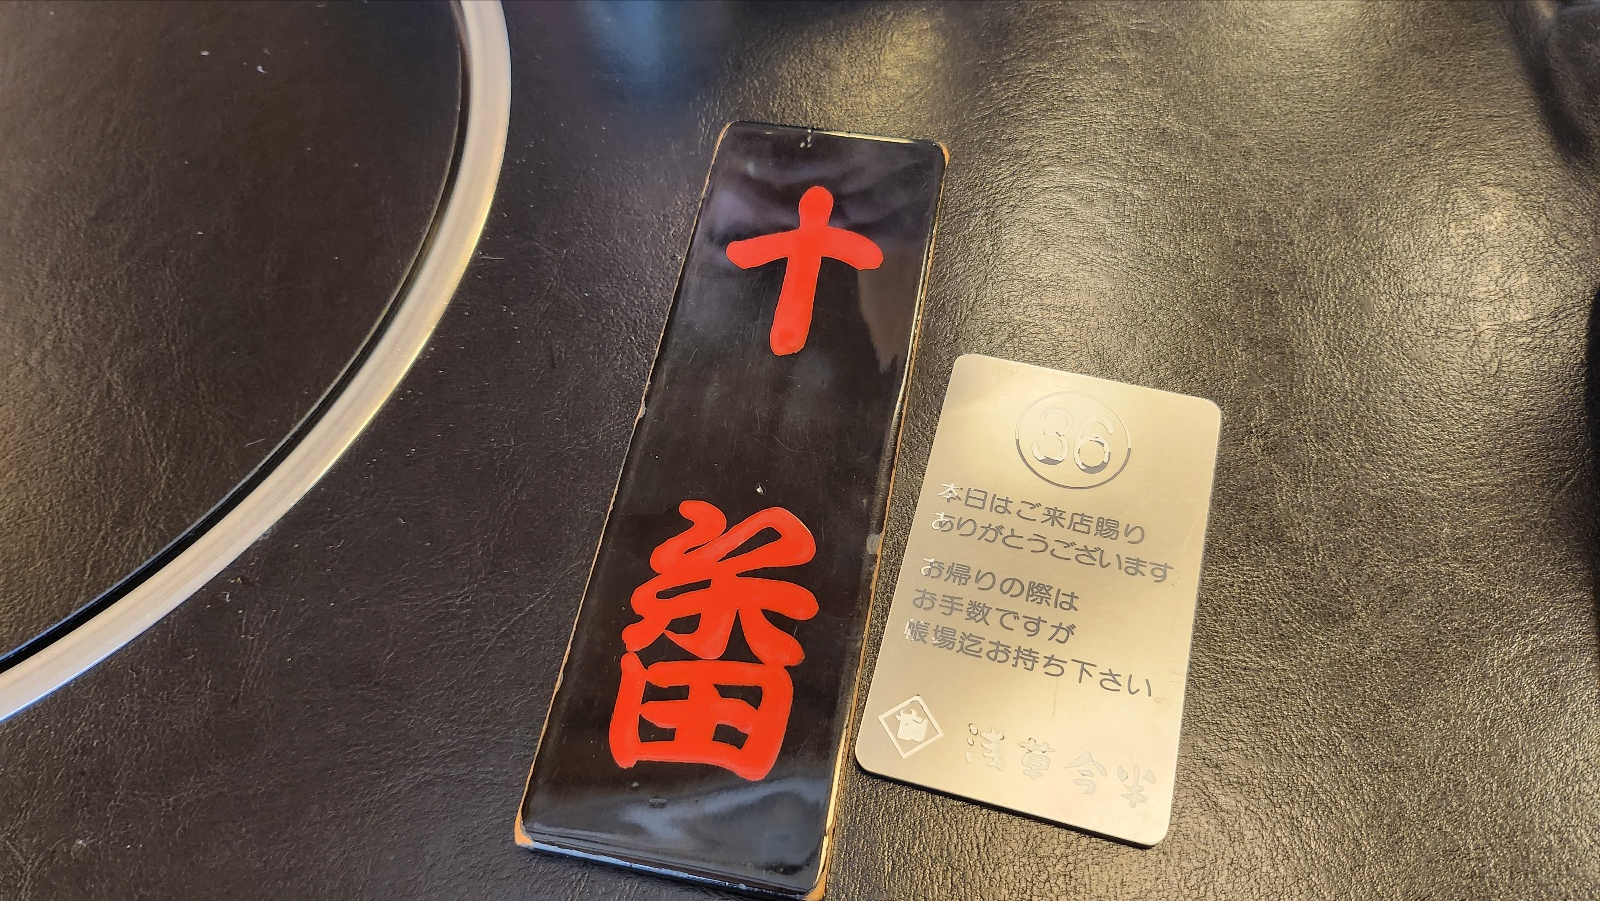 十番
36
本日はご来店賜り
ありがとうございます
お帰りの際は
お手数ですが
帳場迄お持ち下さい
浅草今半